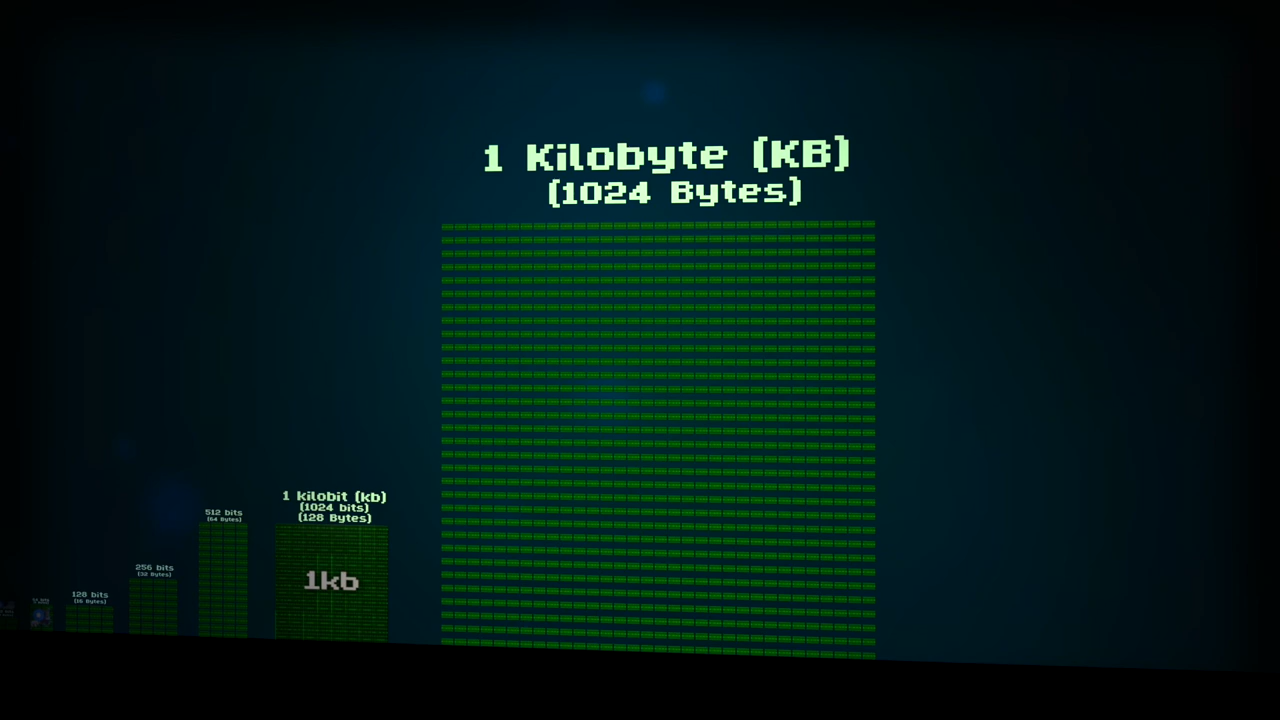 1 Kilobyte (KB)
(1024 Bytes)
1 kilobit (kb)
(1024 bits)
(128 Bytes)
1kb
512 bits
(64 Bytes)
256 bits
(32 Bytes)
128 bits
(16 Bytes)